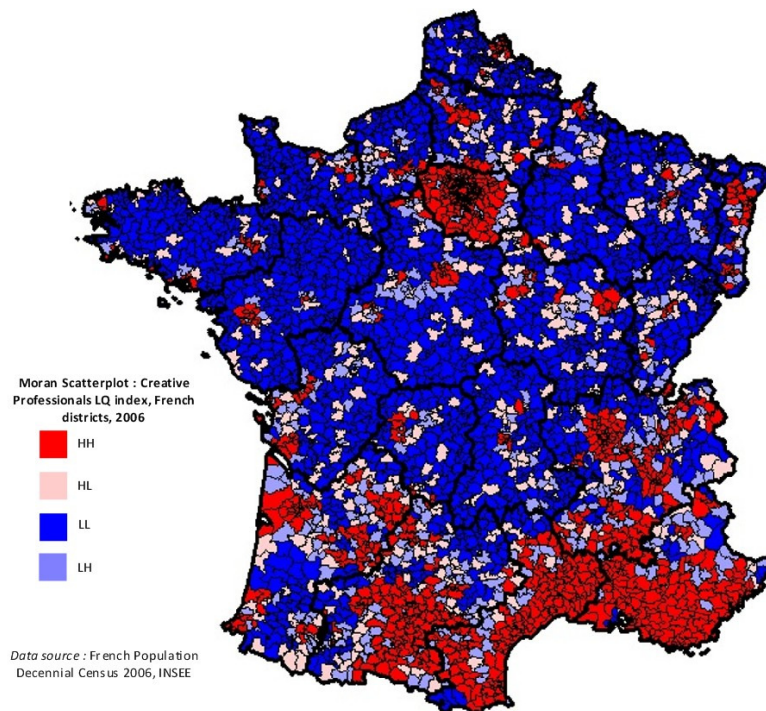 Moran Scatterplot : Creative
Professionals LQ index, French
districts, 2006
HH
HL
LL
LH
Data source : French Population
Decennial Census 2006, INSEE